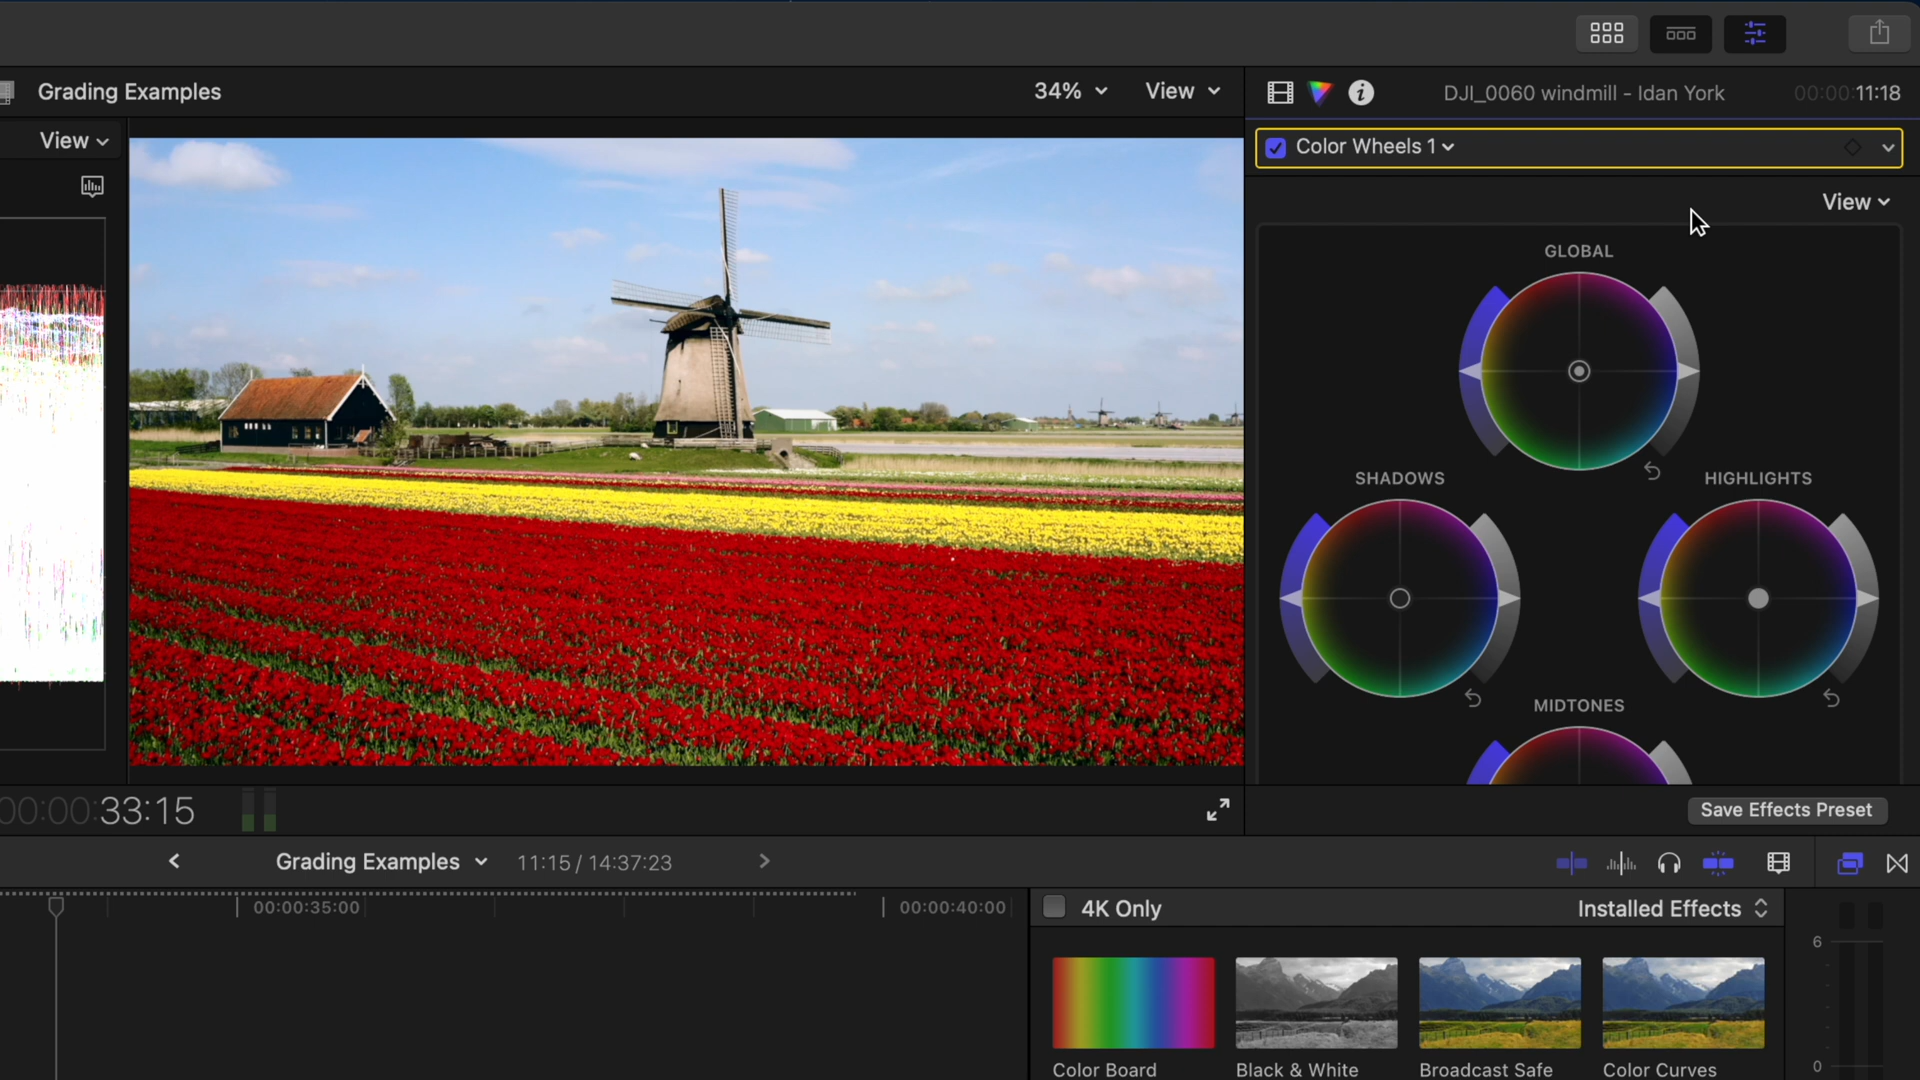 Grading Examples
34%
View
DJI_0060 windmill - Idan York
00:00:11:18
View
Color Wheels 1
View
GLOBAL
SHADOWS
HIGHLIGHTS
MIDTONES
00:00:33:15
Save Effects Preset
Grading Examples
11:15 / 14:37:23
00:00:35:00
00:00:40:00
4K Only
Installed Effects
6
0
Color Board
Black & White
Broadcast Safe
Color Curves